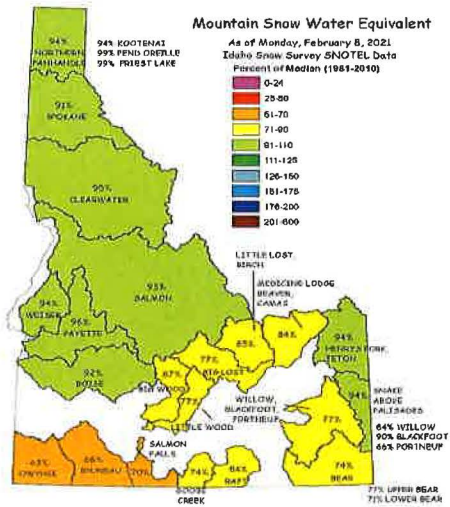 Mountain Snow Water Equivalent
As of Monday, February 8, 2021
Idaho Snow Survey SNOTEL Data
Percent of Median (1981-2010)
0-24
25-50
51-70
71-90
91-110
111-125
126-150
151-175
176-200
201-600
94%
NORTHERN
PANHANDLE
94% KOOTENAI
99% PEND OREILLE
99% PRIEST LAKE
91%
SPOKANE
CLEARWATER
93%
SALMON
94%
WEISER
96%
PAYETTE
92%
BOISE
LITTLE LOST,
BIRCH
MEDICINE LODGE
BEAVER,
CAMAS
84%
77%
BIG LOST
87%
BIG WOOD
77%
LITTLE WOOD
94%
HENRYS FORK,
TETON
94%
SNAKE
ABOVE
PALISADES
WILLOW,
BLACKFOOT,
PORTNEUF
77%
64% WILLOW
90% BLACKFOOT
66% PORTNEUF
OWYHEE
66%
BRUNEAU
SALMON
FALLS
70%
74%
GOOSE
CREEK
RAFT
74%
BEAR
77% UPPER BEAR
71% LOWER BEAR